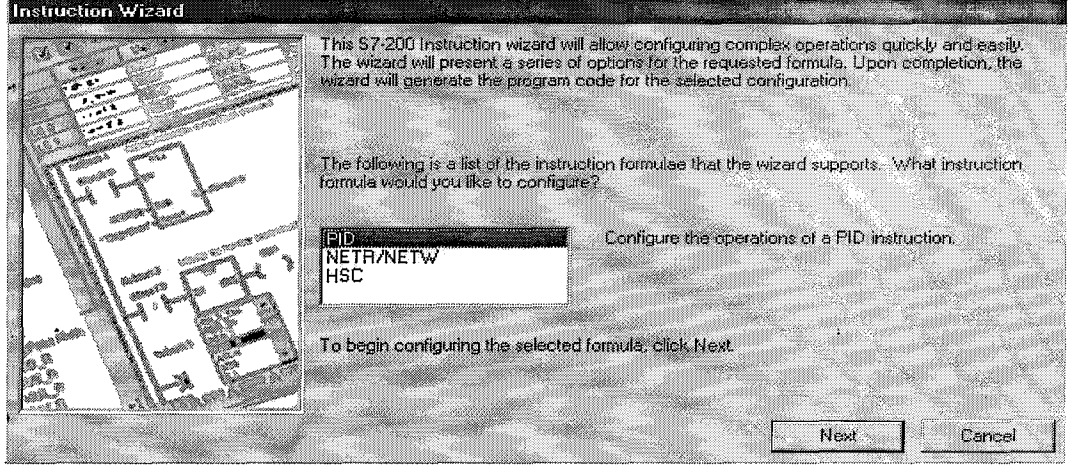 Instruction Wizard
This S7-200 Instruction wizard will allow configuring complex operations quickly and easily.
The wizard will present a series of options for the requested formula. Upon completion, the
wizard will generate the program code for the selected configuration.
The following is a list of the instruction formulae that the wizard supports. What instruction
formula would you like to configure?
PID
NETR/NETW
HSC
Configure the operations of a PID instruction.
To begin configuring the selected formula, click Next.
Next
Cancel